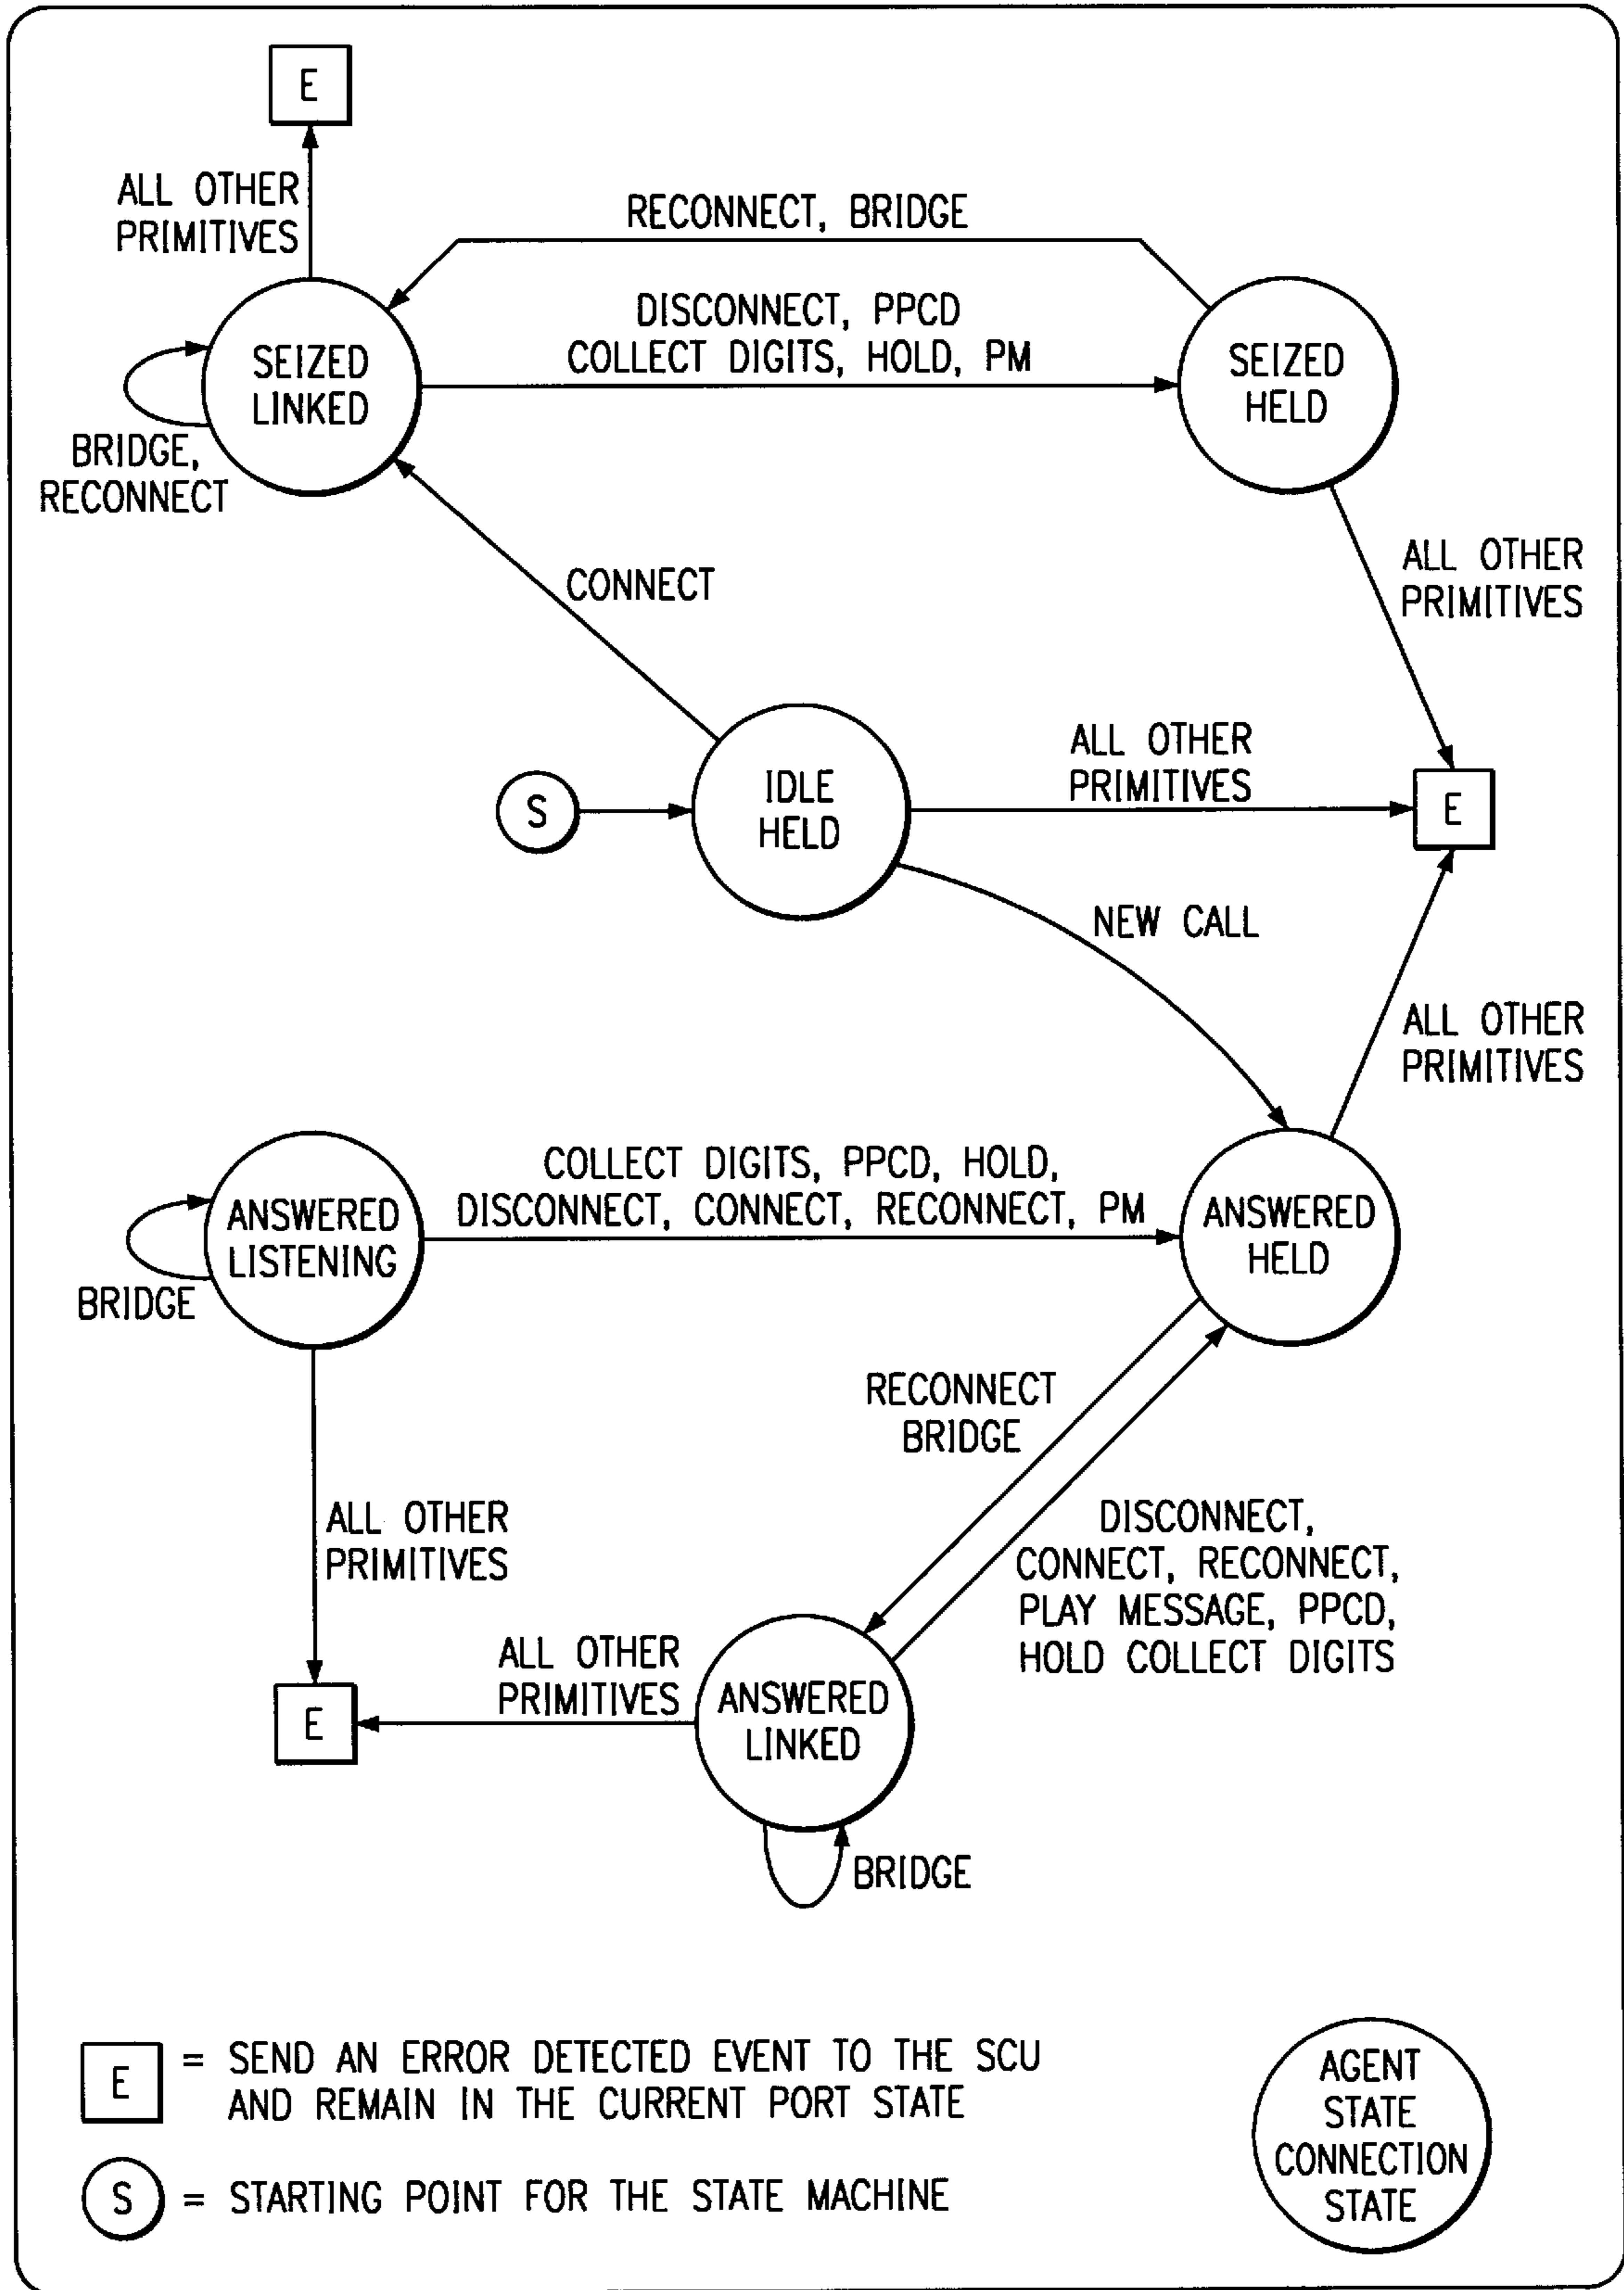 E
ALL OTHER
PRIMITIVES
RECONNECT, BRIDGE
DISCONNECT, PPCD
COLLECT DIGITS, HOLD, PM
SEIZED
LINKED
SEIZED
HELD
BRIDGE,
RECONNECT
CONNECT
ALL OTHER
PRIMITIVES
S
IDLE
HELD
ALL OTHER
PRIMITIVES
E
NEW CALL
ALL OTHER
PRIMITIVES
COLLECT DIGITS, PPCD, HOLD,
DISCONNECT, CONNECT, RECONNECT, PM
ANSWERED
LISTENING
ANSWERED
HELD
BRIDGE
RECONNECT
BRIDGE
ALL OTHER
PRIMITIVES
DISCONNECT,
CONNECT, RECONNECT,
PLAY MESSAGE, PPCD,
HOLD COLLECT DIGITS
ALL OTHER
PRIMITIVES
E
ANSWERED
LINKED
BRIDGE
E = SEND AN ERROR DETECTED EVENT TO THE SCU
AND REMAIN IN THE CURRENT PORT STATE
S = STARTING POINT FOR THE STATE MACHINE
AGENT
STATE
CONNECTION
STATE